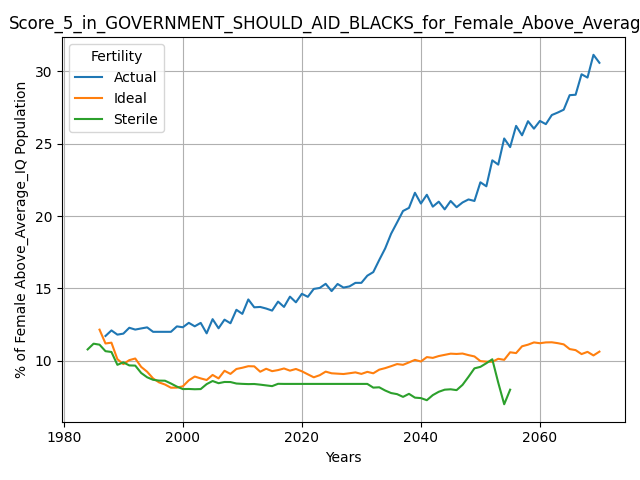 Score_5_in_GOVERNMENT_SHOULD_AID_BLACKS_for_Female_Above_Averag
Fertility
Actual
Ideal
Sterile
% of Female Above_Average_IQ Population
30
25
20
15
10
1980 2000 2020 2040 2060
Years